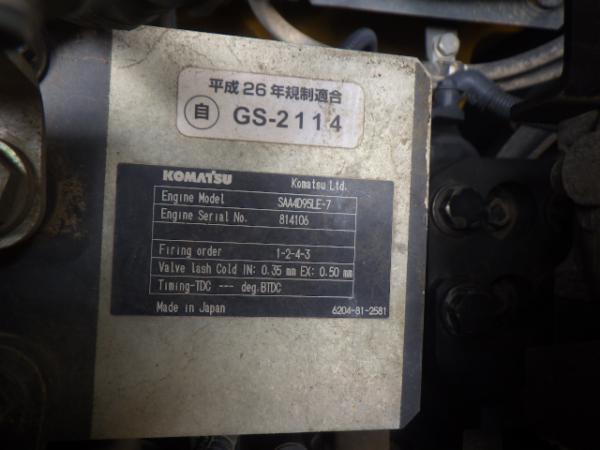 平成26年規制適合
自 GS-2114
KOMATSU Komatsu Ltd.
Engine Model SAA4D95LE-7
Engine Serial No. 814106
Firing order 1-2-4-3
Valve lash Cold IN: 0.35 mm EX: 0.50 mm
Timing-TDC --- deg.BTDC
Made in Japan 6204-81-2581